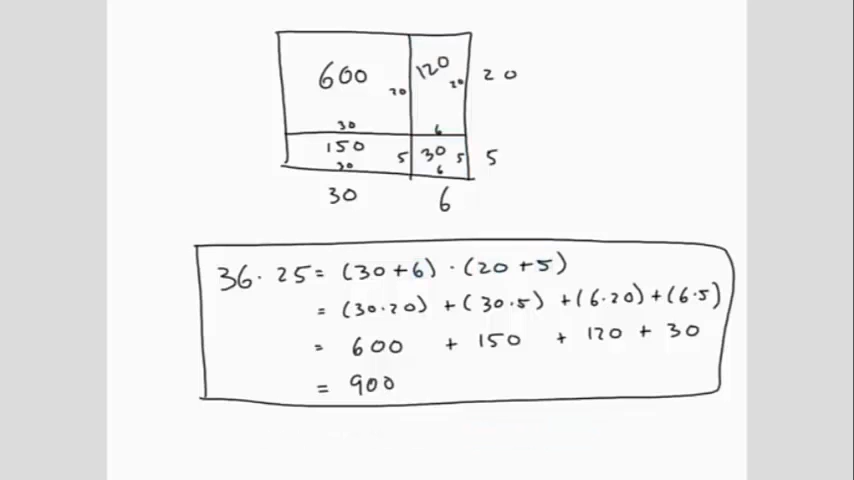 600 120 20
20 20
30 6
150 5 30 5 5
30 6
30 6
36 · 25 = (30 + 6) · (20 + 5)
= (30·20) + (30·5) + (6·20) + (6·5)
= 600 + 150 + 120 + 30
= 900